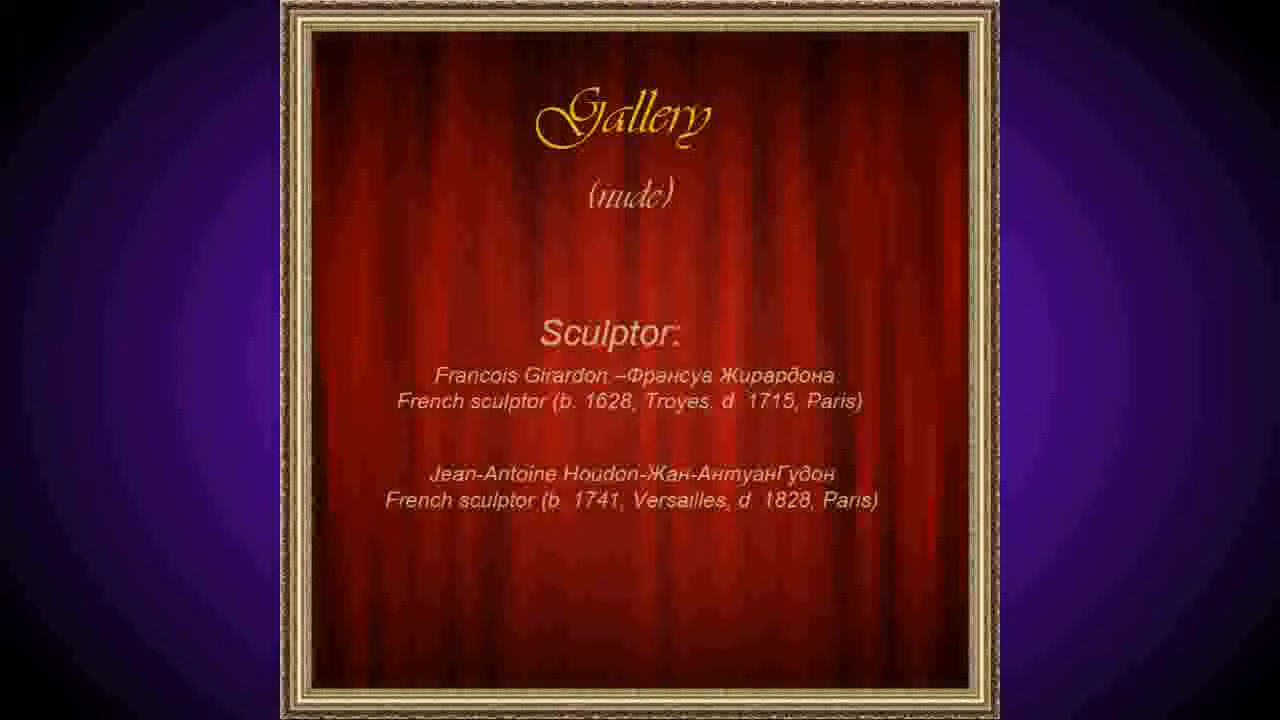 Gallery
(nude)
Sculptor:
Francois Girardon –Франсуа Жирардона
French sculptor (b. 1628, Troyes, d 1715, Paris)
Jean-Antoine Houdon-Жан-АнтуанГудон
French sculptor (b 1741, Versailles, d 1828, Paris)